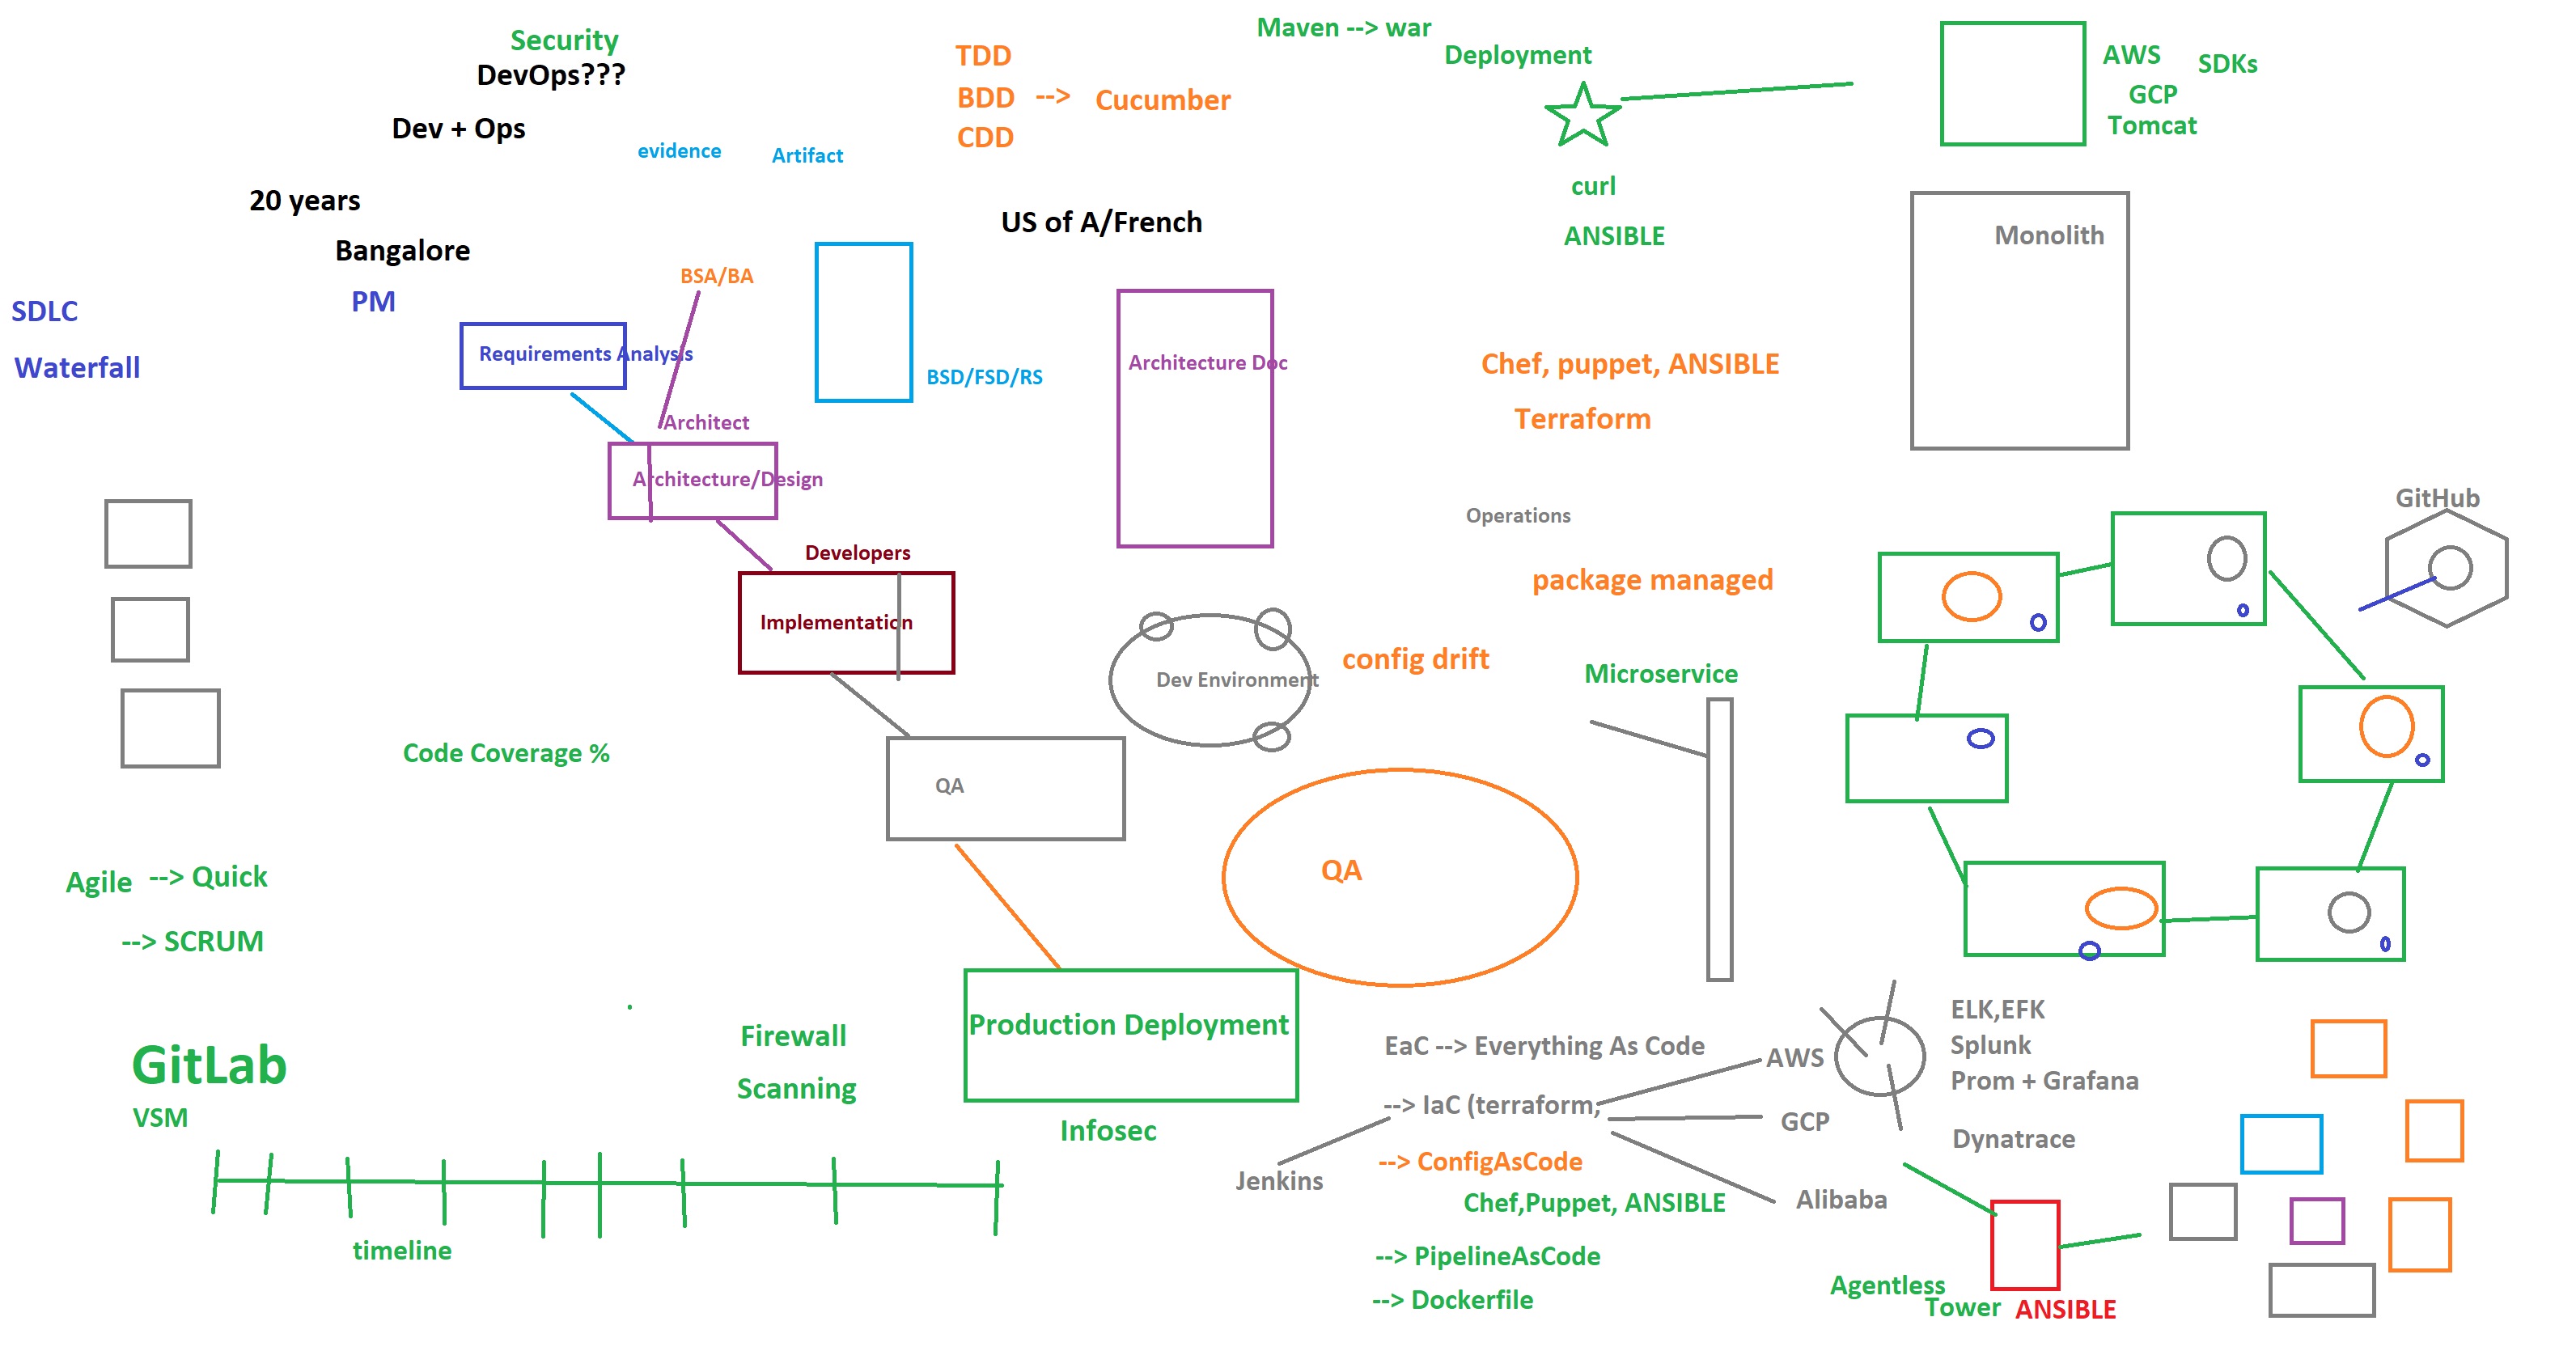 Security
DevOps???
Dev + Ops
20 years
Bangalore
evidence
Artifact
TDD
BDD --> Cucumber
CDD
US of A/French
Maven --> war
Deployment
curl
ANSIBLE
AWS
SDKs
GCP
Tomcat
Monolith
SDLC
Waterfall
PM
Requirements Analysis
BSA/BA
BSD/FSD/RS
Architect
Architecture/Design
Architecture Doc
Chef, puppet, ANSIBLE
Terraform
Operations
package managed
Developers
Implementation
Dev Environment
config drift
Microservice
GitHub
Code Coverage %
QA
QA
Agile --> Quick
--> SCRUM
GitLab
VSM
timeline
Firewall
Scanning
Production Deployment
Infosec
EaC --> Everything As Code
--> IaC (terraform,
Jenkins
--> ConfigAsCode
Chef,Puppet, ANSIBLE
--> PipelineAsCode
--> Dockerfile
AWS
GCP
Alibaba
ELK,EFK
Splunk
Prom + Grafana
Dynatrace
Agentless
Tower
ANSIBLE